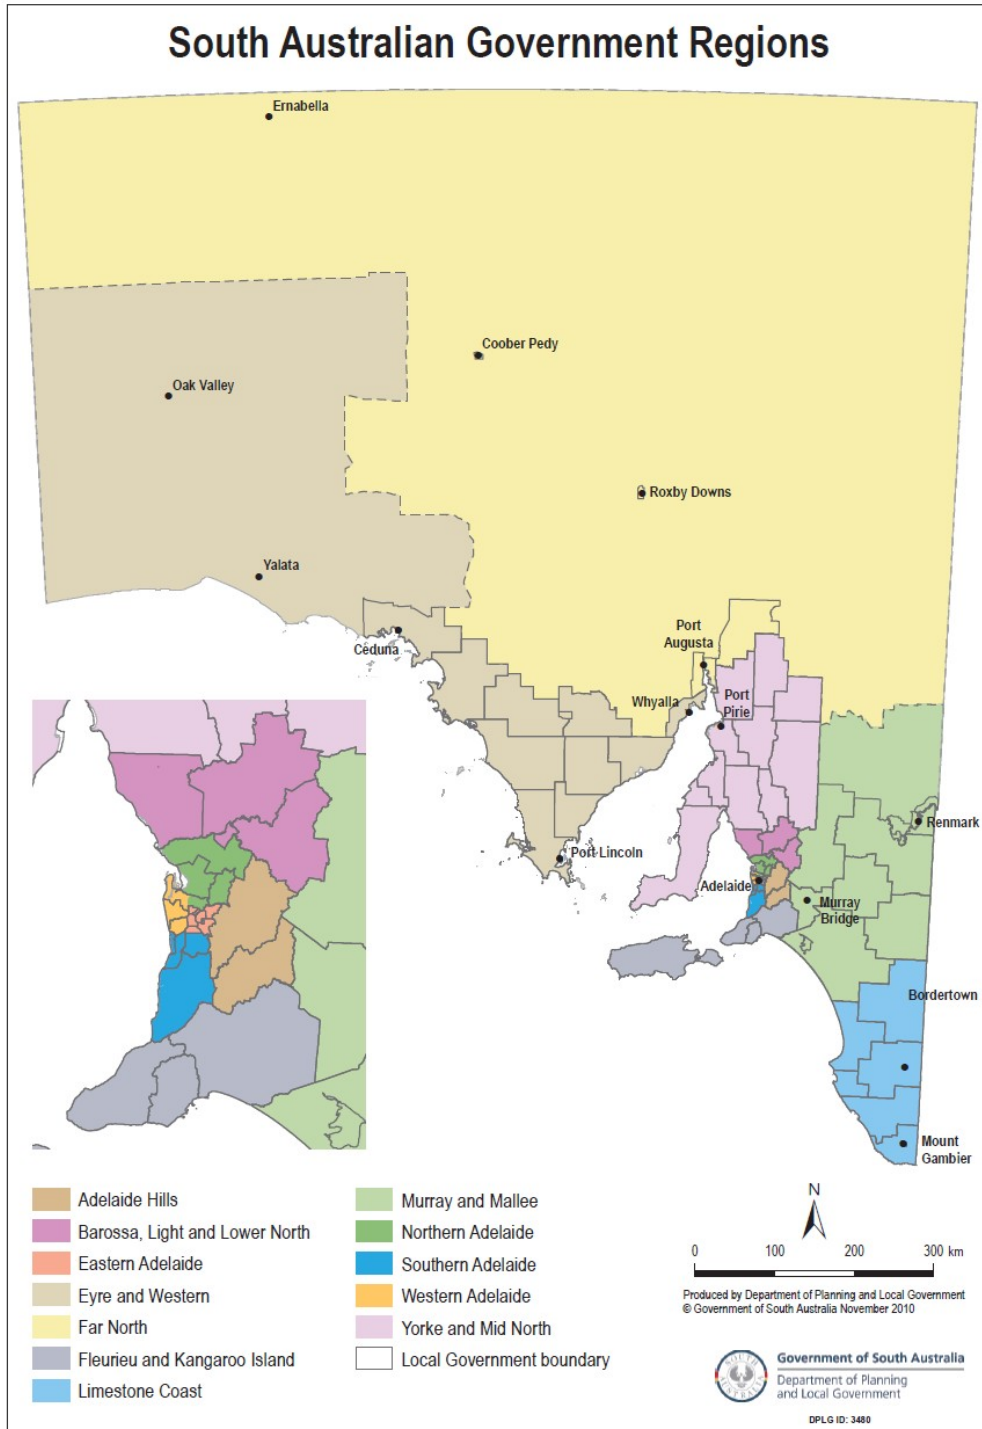 South Australian Government Regions
Ernabella
Coober Pedy
Oak Valley
Roxby Downs
Yalata
Ceduna
Port
Augusta
Whyalla
Port
Pirie
Renmark
Port Lincoln
Adelaide
Murray
Bridge
Bordertown
Mount
Gambier
Adelaide Hills
Barossa, Light and Lower North
Eastern Adelaide
Eyre and Western
Far North
Fleurieu and Kangaroo Island
Limestone Coast
Murray and Mallee
Northern Adelaide
Southern Adelaide
Western Adelaide
Yorke and Mid North
Local Government boundary
N
0 100 200 300 km
Produced by Department of Planning and Local Government
© Government of South Australia November 2010
SOUTH AUSTRALIA
Government of South Australia
Department of Planning
and Local Government
DPLG ID: 3480